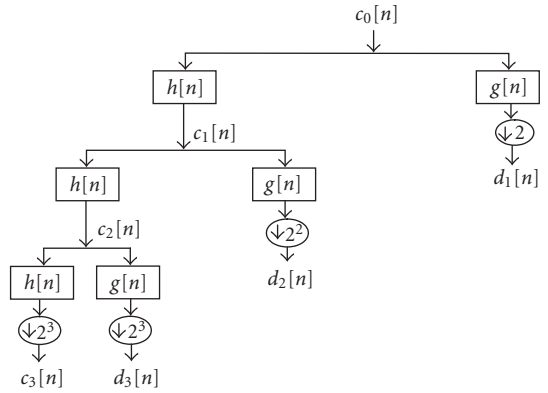 c₀[n]
h[n] g[n]
↓2
c₁[n]
d₁[n]
h[n] g[n]
c₂[n] ↓2²
h[n] g[n] d₂[n]
↓2³ ↓2³
c₃[n] d₃[n]